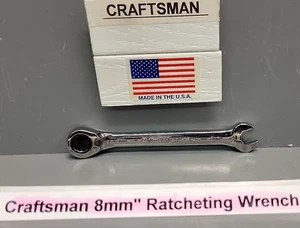 CRAFTSMAN
MADE IN THE U.S.A.
Craftsman 8mm" Ratcheting Wrench